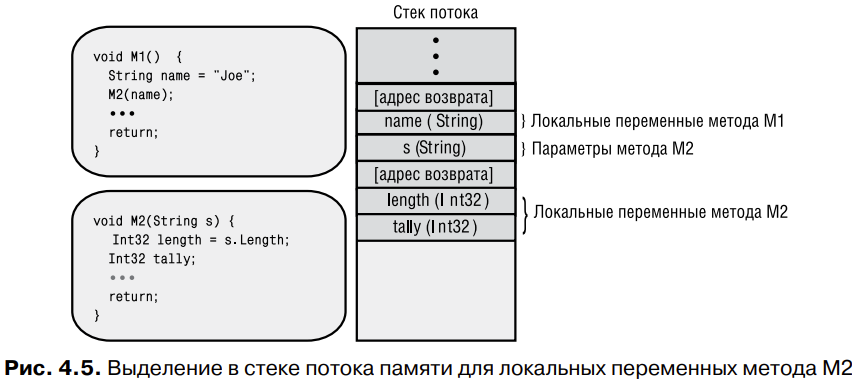 Стек потока
void M1() {
String name = "Joe";
M2(name);
•••
return;
}
void M2(String s) {
Int32 length = s.Length;
Int32 tally;
•••
return;
}
•
•
•
[адрес возврата]
name ( String)
} Локальные переменные метода M1
s (String)
} Параметры метода M2
[адрес возврата]
length (I nt32 )
tally (I nt32 )
} Локальные переменные метода M2
Рис. 4.5. Выделение в стеке потока памяти для локальных переменных метода M2